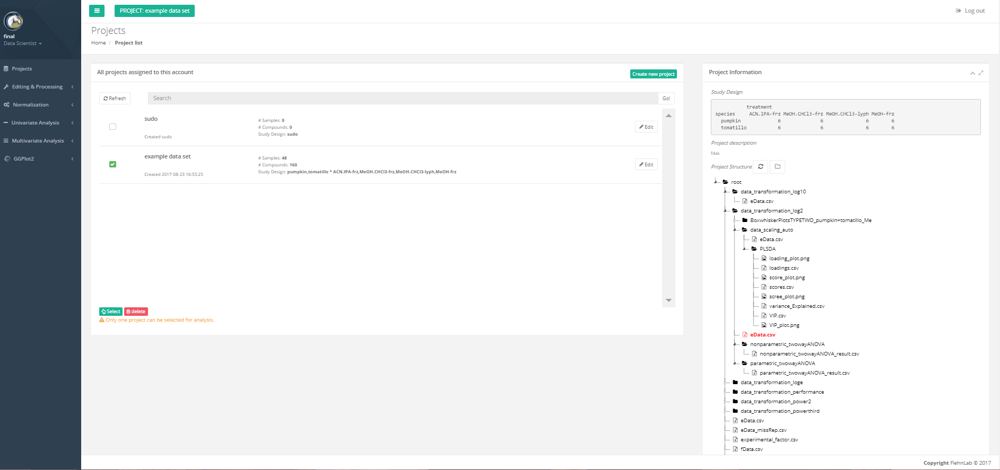 PROJECT: example data set
Log out
final
Data Scientist
Projects
Editing & Processing
Normalization
Univariate Analysis
Multivariate Analysis
GGPlot2
Projects
Home / Project list
All projects assigned to this account
Create new project
Refresh
Search
Go!
sudo
Created sudo
# Samples: 0
# Compounds: 0
Study Design: sudo
Edit
example data set
Created 2017-08-23 16:55:25
# Samples: 48
# Compounds: 160
Study Design: pumpkin,tomatillo * ACN.IPA-frz,MeOH.CHCl3-frz,MeOH.CHCl3-lyph,MeOH-frz
Edit
Select
delete
Only one project can be selected for analysis.
Project Information
Study Design
treatment
species ACN.IPA-frz MeOH.CHCl3-frz MeOH.CHCl3-lyph MeOH-frz
pumpkin 6 6 6 6
tomatillo 6 6 6 6
Project description
fdas
Project Structure
root
data_transformation_log10
eData.csv
data_transformation_log2
BoxwhiskerPlotsTYPETWO_pumpkin+tomatillo_Me
data_scaling_auto
eData.csv
PLSDA
loading_plot.png
loadings.csv
score_plot.png
scores.csv
scree_plot.png
variance_Explained.csv
VIP.csv
VIP_plot.png
eData.csv
nonparametric_twowayANOVA
nonparametric_twowayANOVA_result.csv
parametric_twowayANOVA
parametric_twowayANOVA_result.csv
data_transformation_loge
data_transformation_performance
data_transformation_power2
data_transformation_powerthird
eData.csv
eData_missRep.csv
experimental_factor.csv
fData.csv
Copyright FiehnLab © 2017